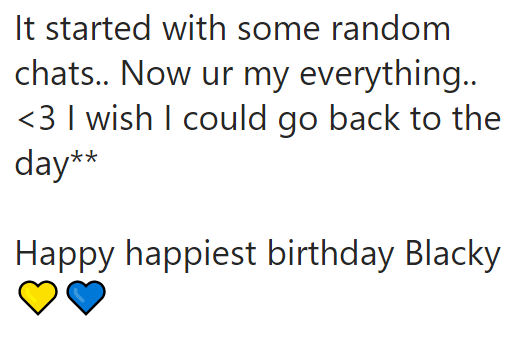 It started with some random
chats.. Now ur my everything..
<3 I wish I could go back to the
day**
Happy happiest birthday Blacky
💛💙